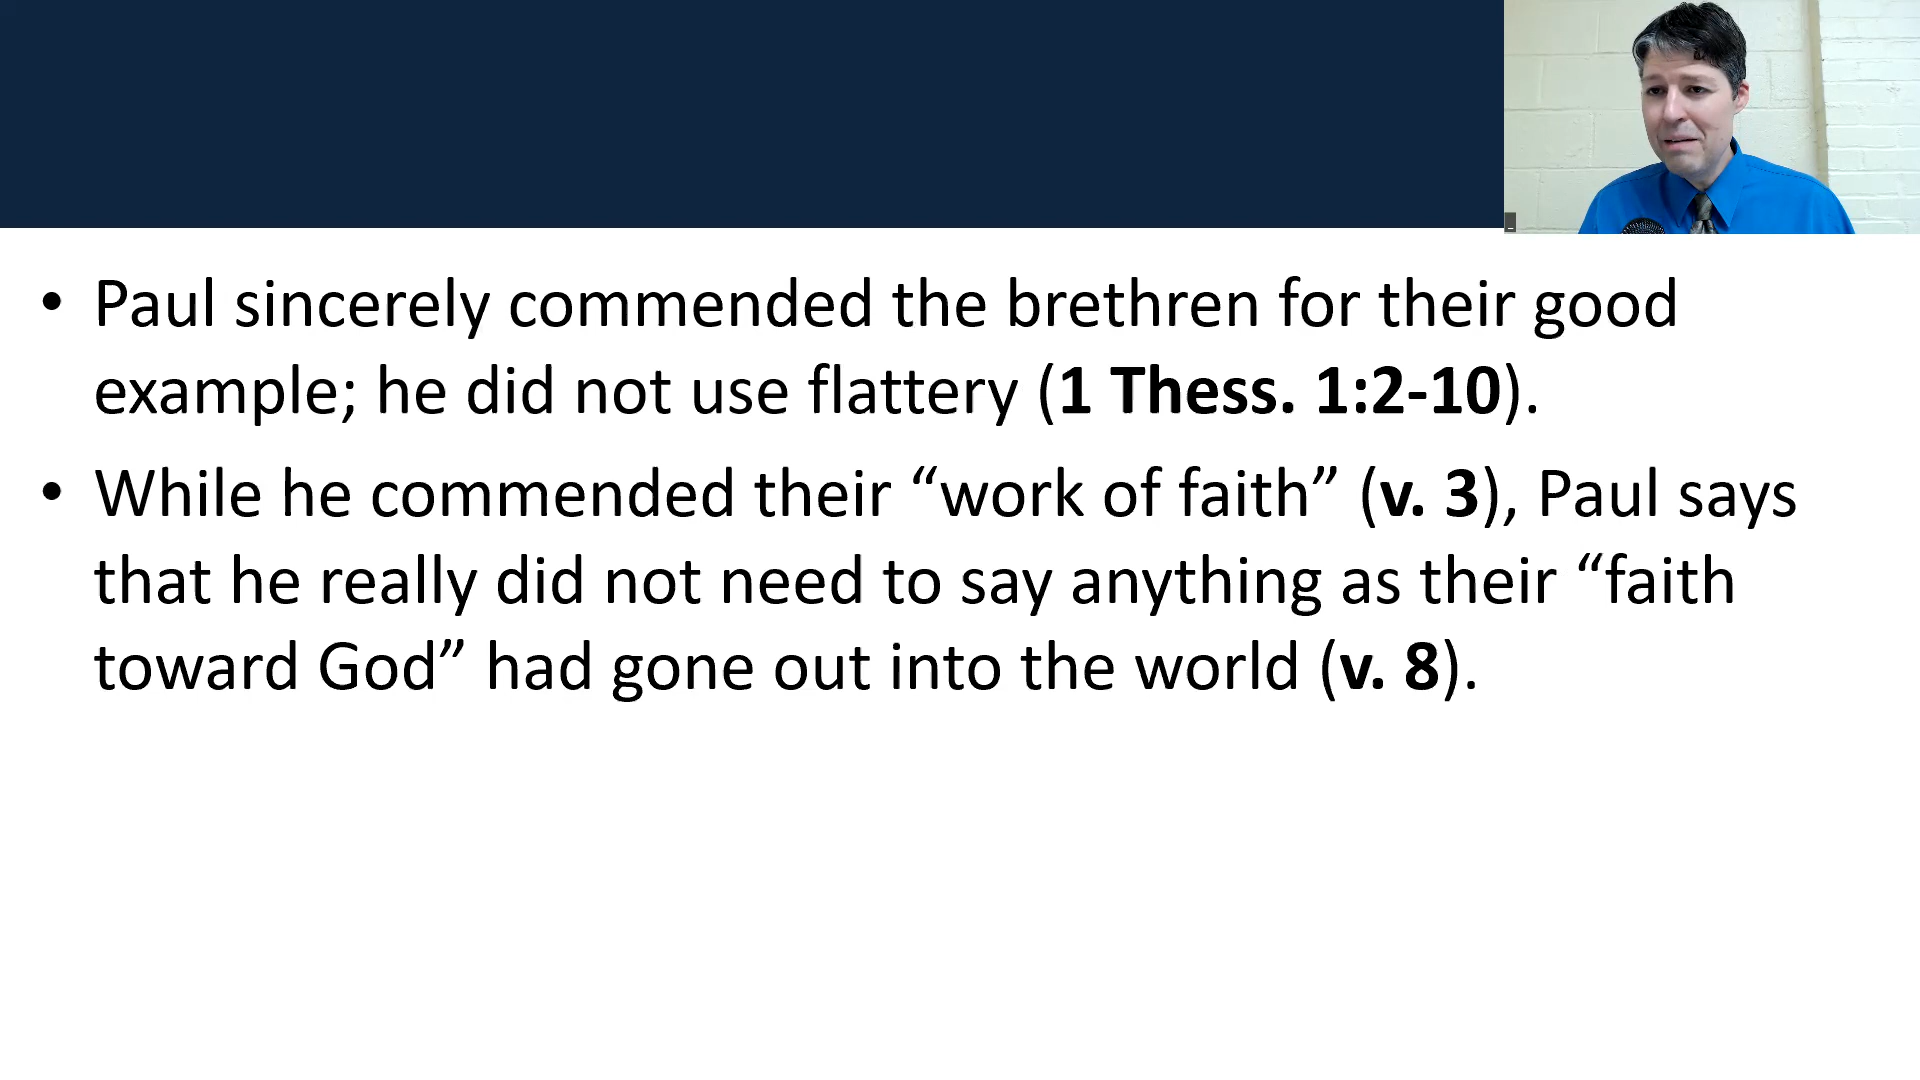 • Paul sincerely commended the brethren for their good
example; he did not use flattery (1 Thess. 1:2-10).
• While he commended their “work of faith” (v. 3), Paul says
that he really did not need to say anything as their “faith
toward God” had gone out into the world (v. 8).